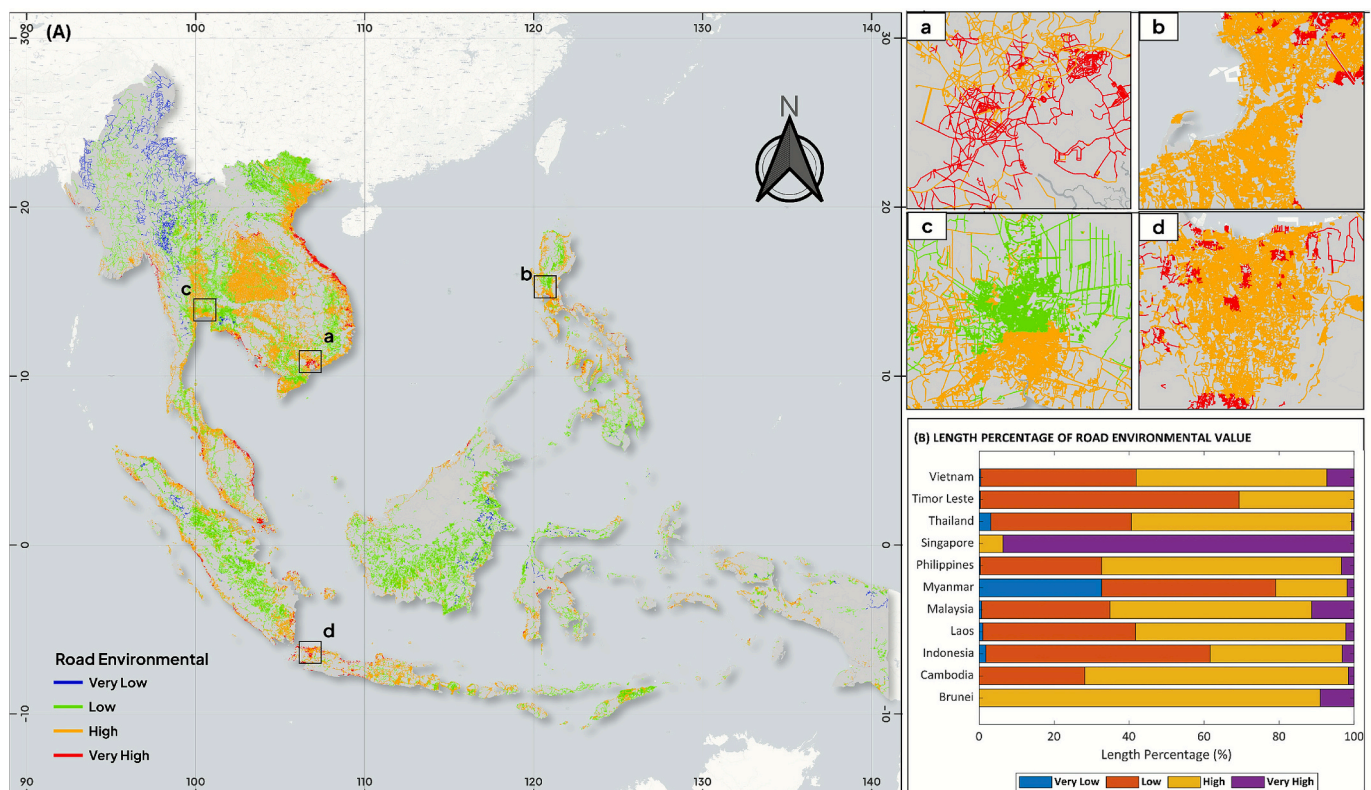 (A)
30°
100
110
120
130
140
30
N
20
20
10
10
0
0
-10
-10
90
100
110
120
130
140
a
b
c
d
Road Environmental
Very Low
Low
High
Very High
a
b
c
d
(B) LENGTH PERCENTAGE OF ROAD ENVIRONMENTAL VALUE
Vietnam
Timor Leste
Thailand
Singapore
Philippines
Myanmar
Malaysia
Laos
Indonesia
Cambodia
Brunei
0 20 40 60 80 100
Length Percentage (%)
Very Low Low High Very High